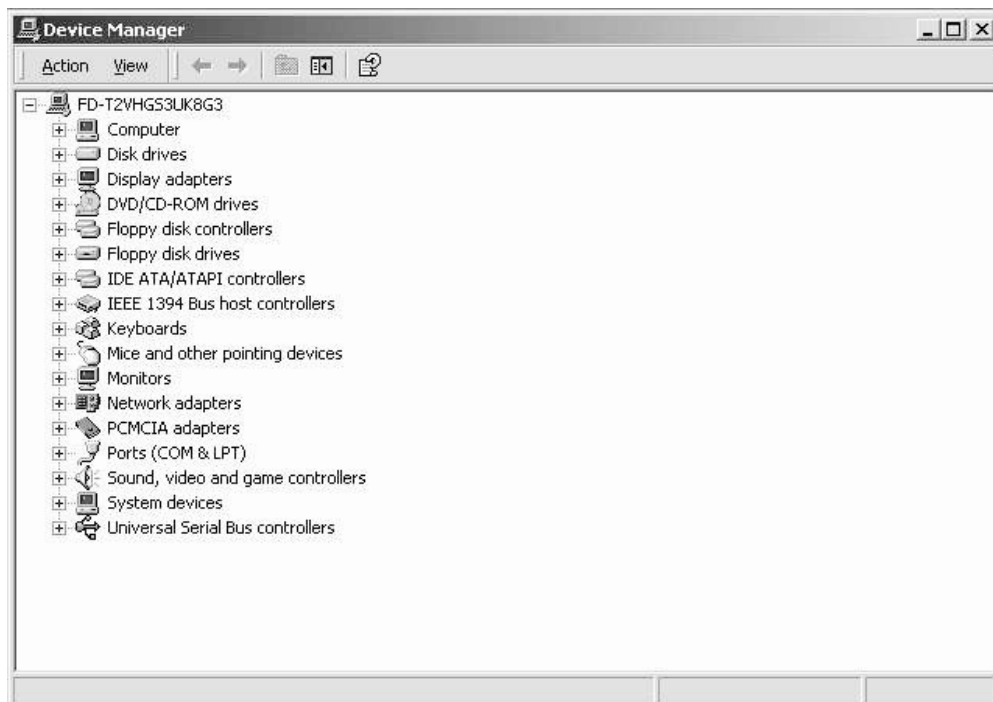 Device Manager
Action View
FD-T2VHGS3UK8G3
Computer
Disk drives
Display adapters
DVD/CD-ROM drives
Floppy disk controllers
Floppy disk drives
IDE ATA/ATAPI controllers
IEEE 1394 Bus host controllers
Keyboards
Mice and other pointing devices
Monitors
Network adapters
PCMCIA adapters
Ports (COM & LPT)
Sound, video and game controllers
System devices
Universal Serial Bus controllers